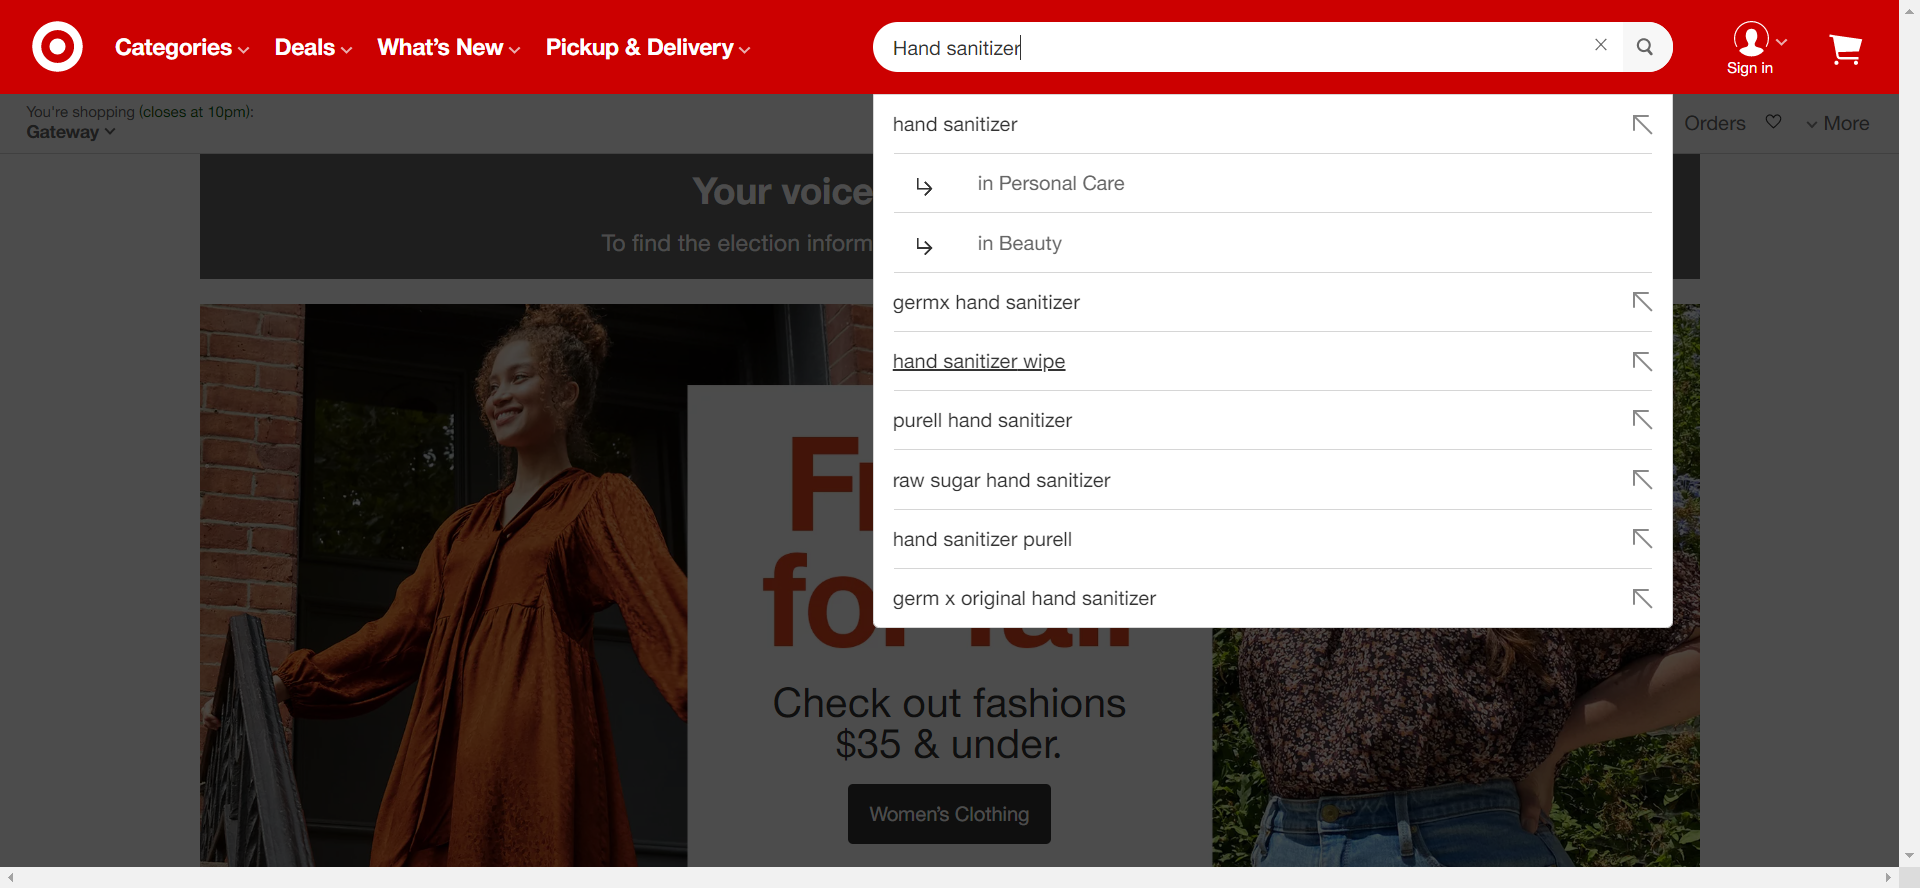 Categories
Deals
What's New
Pickup & Delivery
Hand sanitizer
Sign in
You're shopping (closes at 10pm):
Gateway
Orders
More
Your voice
To find the election inform
hand sanitizer
in Personal Care
in Beauty
germx hand sanitizer
hand sanitizer wipe
purell hand sanitizer
raw sugar hand sanitizer
hand sanitizer purell
germ x original hand sanitizer
Check out fashions
$35 & under.
Women's Clothing